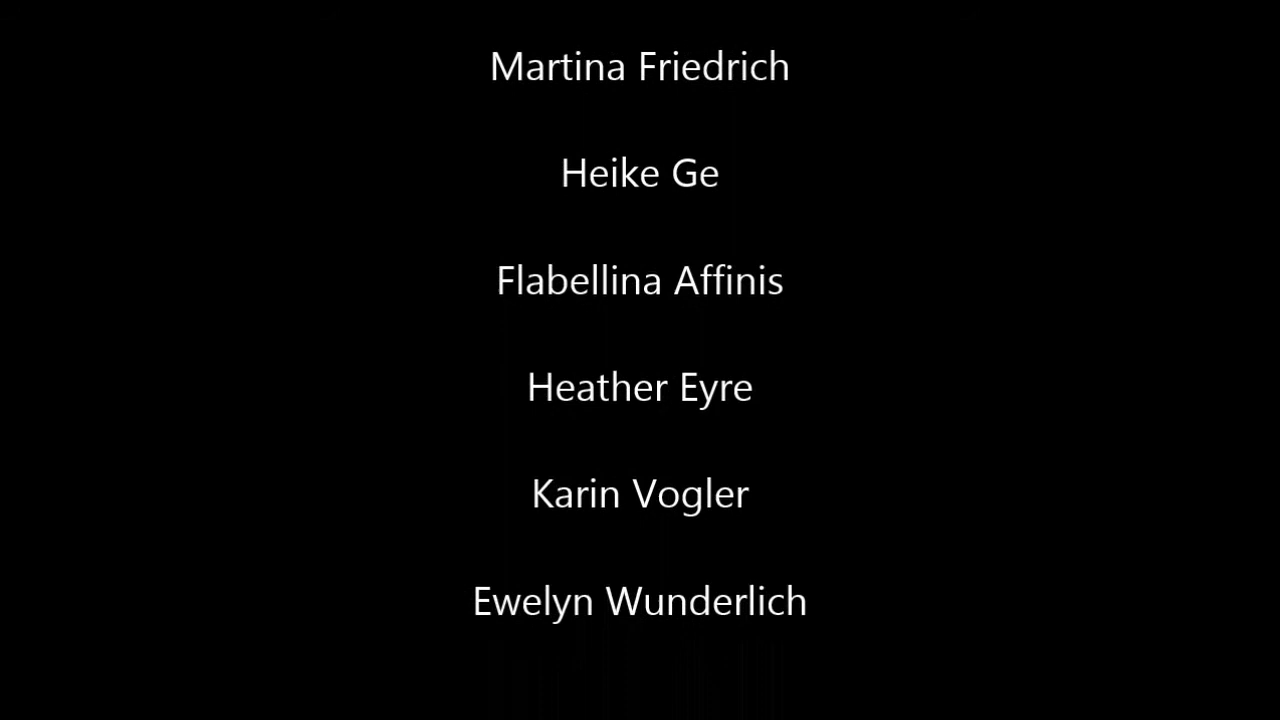 Martina Friedrich
Heike Ge
Flabellina Affinis
Heather Eyre
Karin Vogler
Ewelyn Wunderlich